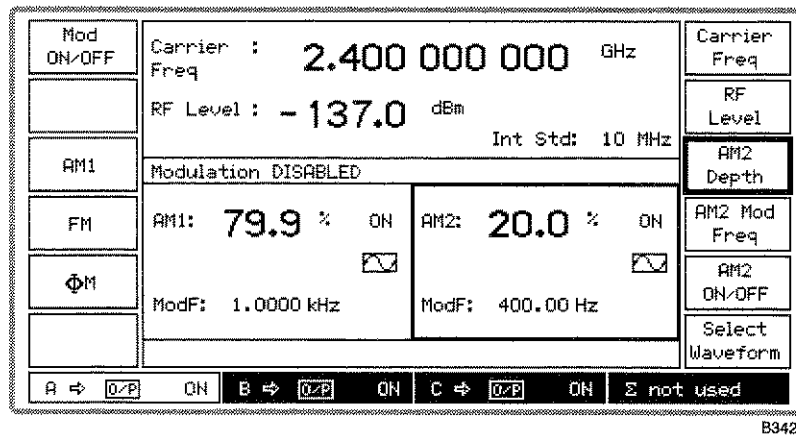 Mod
ON/OFF
AM1
FM
ΦM
Carrier : 2.400 000 000 GHz
Freq
RF Level : - 137.0 dBm
Int Std: 10 MHz
Modulation DISABLED
AM1: 79.9 % ON
ModF: 1.0000 kHz
AM2: 20.0 % ON
ModF: 400.00 Hz
Carrier
Freq
RF
Level
AM2
Depth
AM2 Mod
Freq
AM2
ON/OFF
Select
Waveform
A ⇨ O/P ON
B ⇨ O/P ON
C ⇨ O/P ON
Σ not used
B342